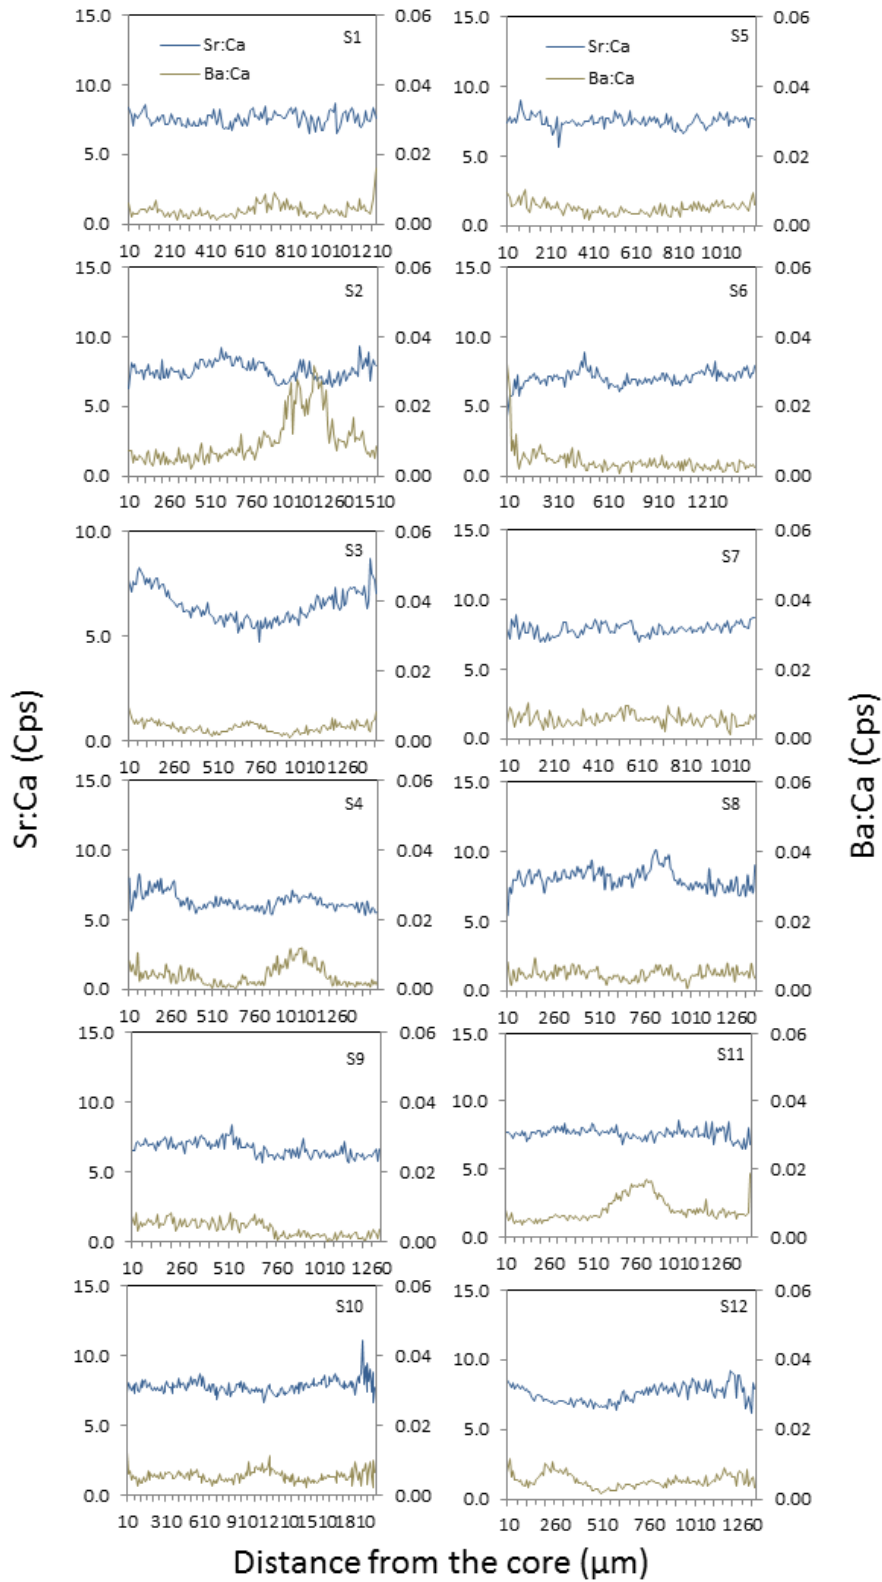 15.0 0.06 15.0 0.06
Sr:Ca S1 Sr:Ca S5
Ba:Ca Ba:Ca
10.0 0.04 10.0 0.04
5.0 0.02 5.0 0.02
0.0 0.00 0.0 0.00
10 210 410 610 810 1010 1210 10 210 410 610 810 1010
15.0 0.06 15.0 0.06
S2 S6
10.0 0.04 10.0 0.04
5.0 0.02 5.0 0.02
0.0 0.00 0.0 0.00
10 260 510 760 1010 1260 1510 10 310 610 910 1210
10.0 0.06 15.0 0.06
S3 S7
0.04 10.0 0.04
5.0 0.02 5.0 0.02
0.0 0.00 0.0 0.00
10 260 510 760 1010 1260 10 210 410 610 810 1010
15.0 0.06 15.0 0.06
S4 S8
10.0 0.04 10.0 0.04
5.0 0.02 5.0 0.02
0.0 0.00 0.0 0.00
10 260 510 760 1010 1260 10 260 510 760 1010 1260
15.0 0.06 15.0 0.06
S9 S11
10.0 0.04 10.0 0.04
5.0 0.02 5.0 0.02
0.0 0.00 0.0 0.00
10 260 510 760 1010 1260 10 260 510 760 1010 1260
15.0 0.06 15.0 0.06
S10 S12
10.0 0.04 10.0 0.04
5.0 0.02 5.0 0.02
0.0 0.00 0.0 0.00
10 310 610 910 1210 1510 1810 10 260 510 760 1010 1260
Sr:Ca (Cps)
Ba:Ca (Cps)
Distance from the core (µm)